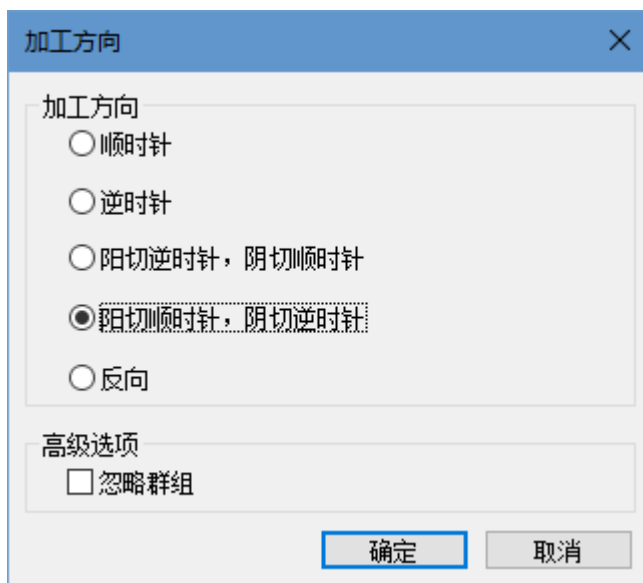 加工方向
加工方向
顺时针
逆时针
阳切逆时针，阴切顺时针
阳切顺时针，阴切逆时针
反向
高级选项
忽略群组
确定 取消